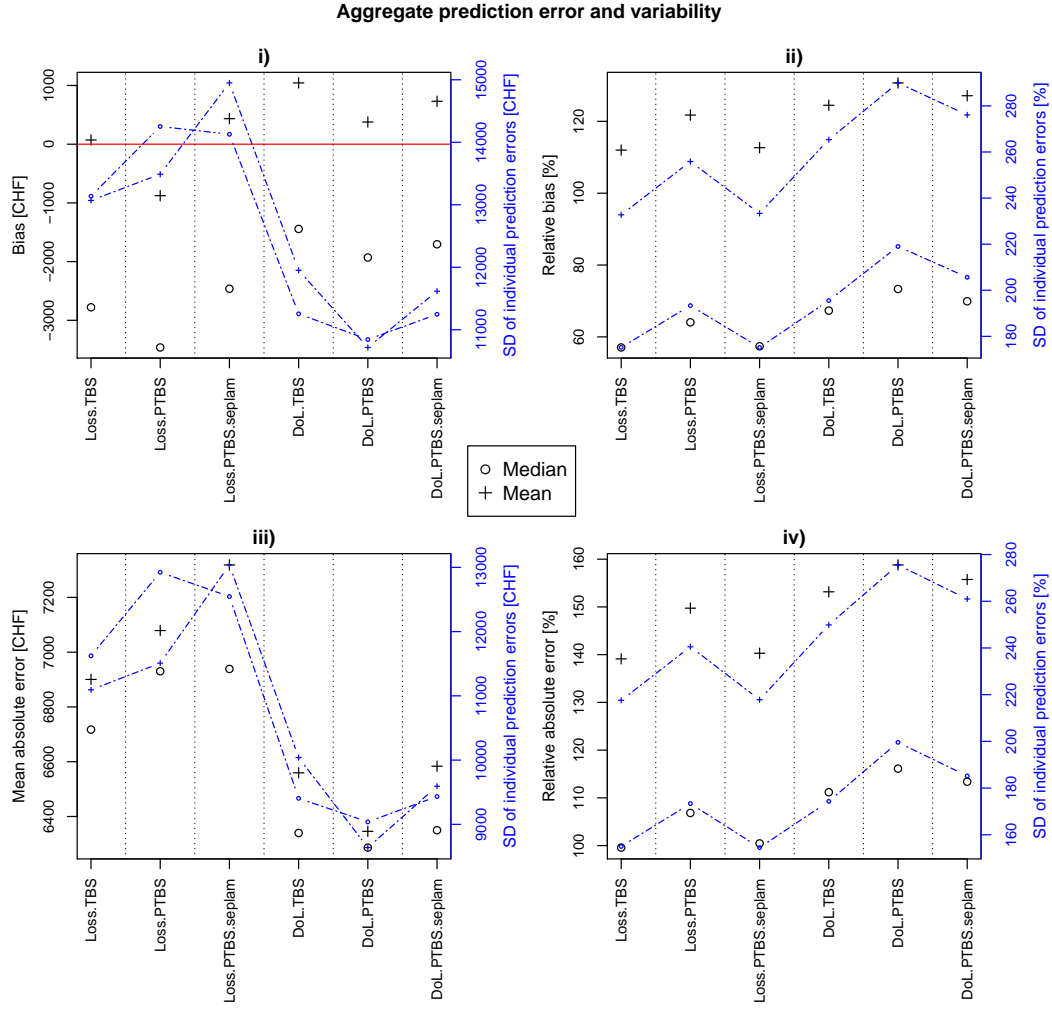 Aggregate prediction error and variability
i)
Bias [CHF]
1000
0
-1000
-2000
-3000
15000
14000
13000
12000
11000
SD of individual prediction errors [CHF]
Loss.TBS
Loss.PTBS
Loss.PTBS.seplam
DoL.TBS
DoL.PTBS
DoL.PTBS.seplam
ii)
Relative bias [%]
120
100
80
60
280
260
240
220
200
180
SD of individual prediction errors [%]
Loss.TBS
Loss.PTBS
Loss.PTBS.seplam
DoL.TBS
DoL.PTBS
DoL.PTBS.seplam
Median
Mean
iii)
Mean absolute error [CHF]
7200
7000
6800
6600
6400
13000
12000
11000
10000
9000
SD of individual prediction errors [CHF]
Loss.TBS
Loss.PTBS
Loss.PTBS.seplam
DoL.TBS
DoL.PTBS
DoL.PTBS.seplam
iv)
Relative absolute error [%]
160
150
140
130
120
110
100
280
260
240
220
200
180
160
SD of individual prediction errors [%]
Loss.TBS
Loss.PTBS
Loss.PTBS.seplam
DoL.TBS
DoL.PTBS
DoL.PTBS.seplam